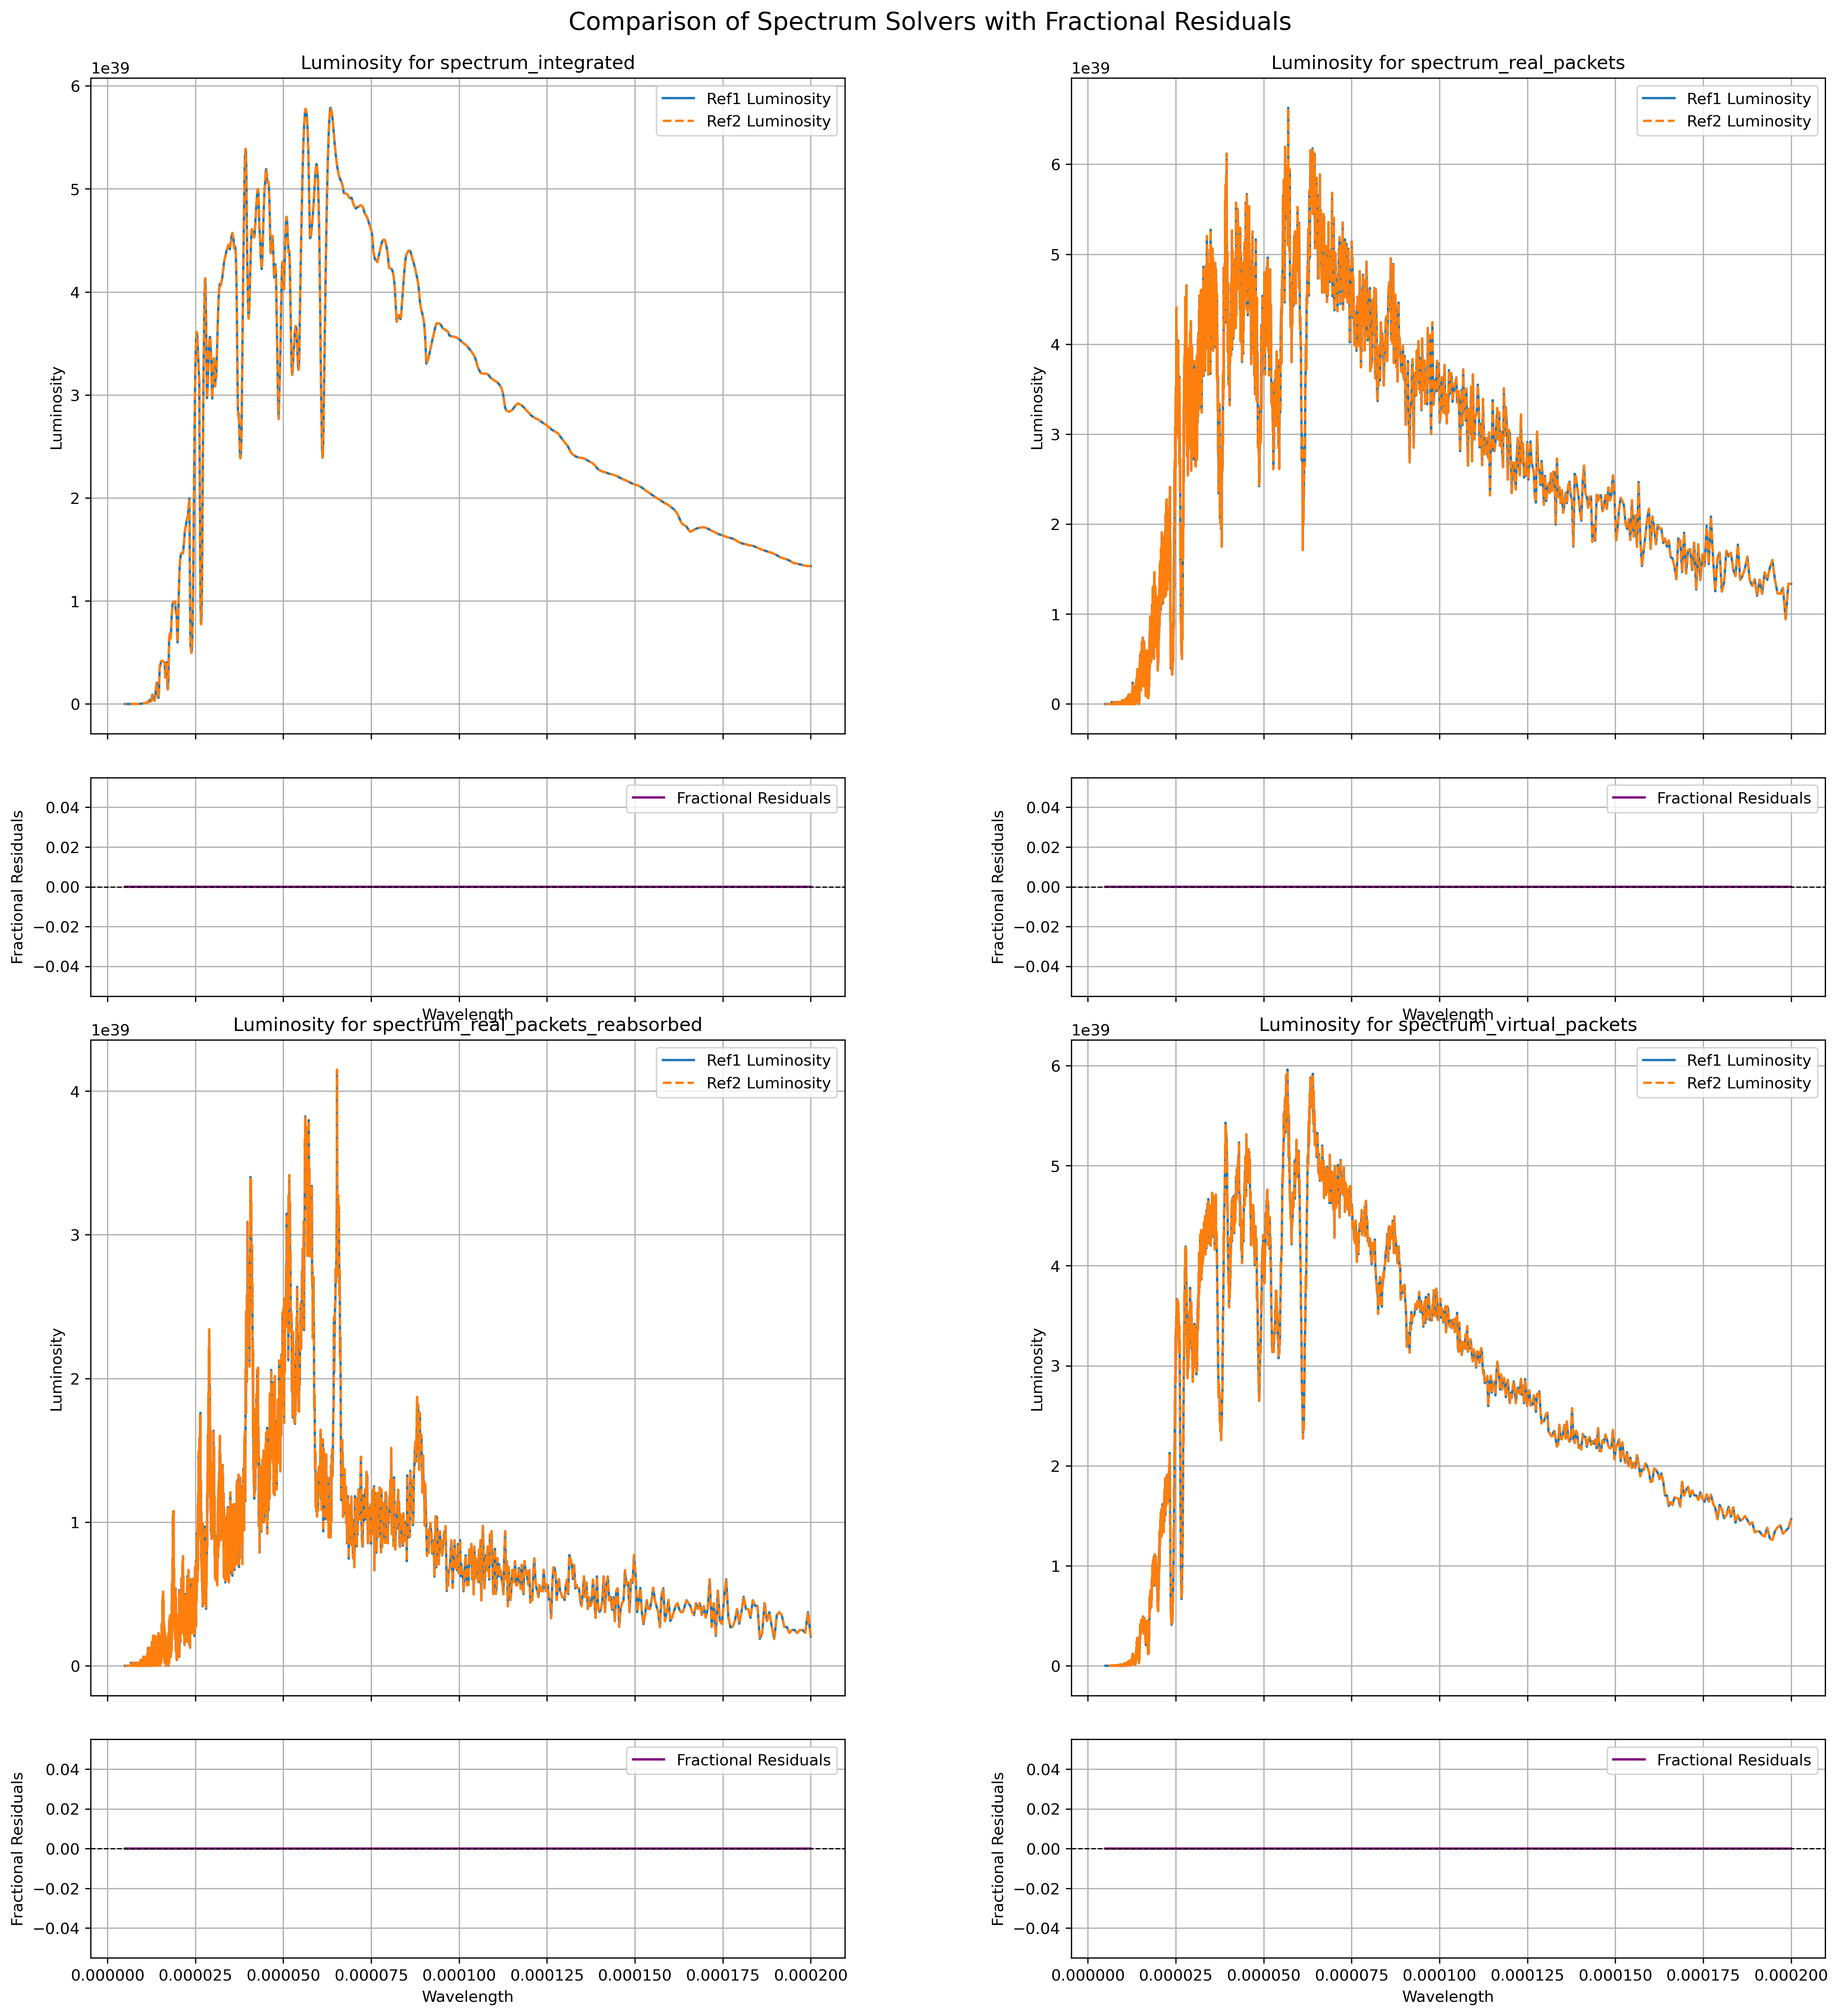 Comparison of Spectrum Solvers with Fractional Residuals
Luminosity for spectrum_integrated
1e39
Ref1 Luminosity
Ref2 Luminosity
6
5
4
3
2
1
0
Luminosity
Luminosity for spectrum_real_packets
1e39
Ref1 Luminosity
Ref2 Luminosity
6
5
4
3
2
1
0
Luminosity
Fractional Residuals
0.04
0.02
0.00
−0.02
−0.04
Fractional Residuals
Wavelength
Fractional Residuals
0.04
0.02
0.00
−0.02
−0.04
Fractional Residuals
Wavelength
Luminosity for spectrum_real_packets_reabsorbed
1e39
Ref1 Luminosity
Ref2 Luminosity
4
3
2
1
0
Luminosity
Luminosity for spectrum_virtual_packets
1e39
Ref1 Luminosity
Ref2 Luminosity
6
5
4
3
2
1
0
Luminosity
Fractional Residuals
0.04
0.02
0.00
−0.02
−0.04
Fractional Residuals
0.000000 0.000025 0.000050 0.000075 0.000100 0.000125 0.000150 0.000175 0.000200
Wavelength
Fractional Residuals
0.04
0.02
0.00
−0.02
−0.04
Fractional Residuals
0.000000 0.000025 0.000050 0.000075 0.000100 0.000125 0.000150 0.000175 0.000200
Wavelength